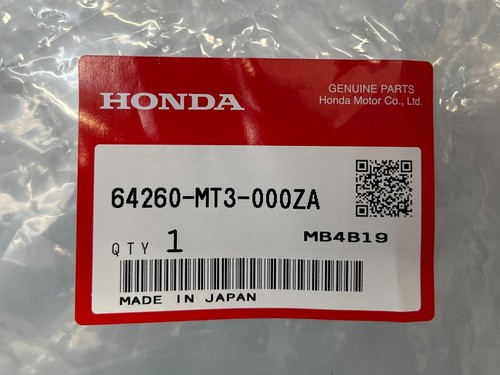 HONDA
GENUINE PARTS
Honda Motor Co., Ltd.
64260-MT3-000ZA
QTY 1
MB4B19
MADE IN JAPAN